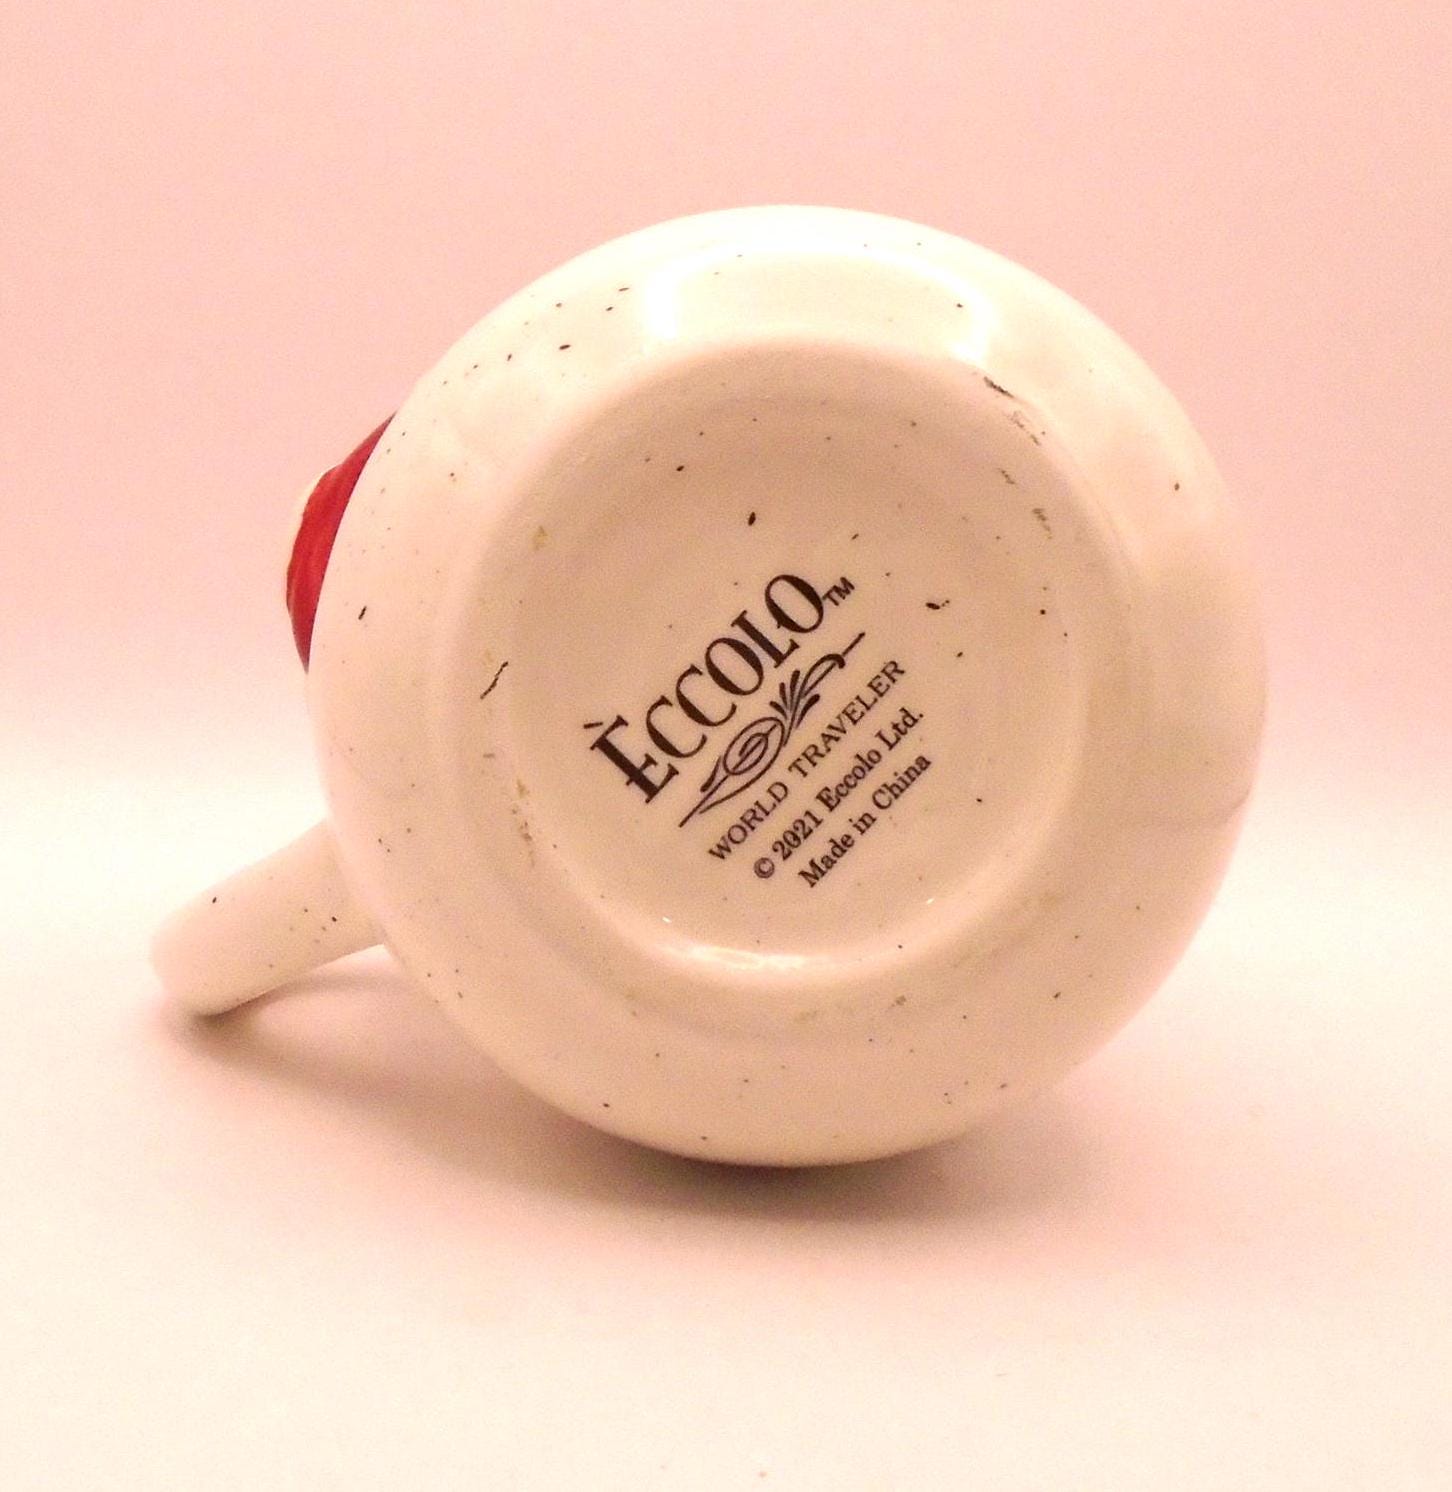 ÈCCOLO™
WORLD TRAVELER
© 2021 Eccolo Ltd.
Made in China